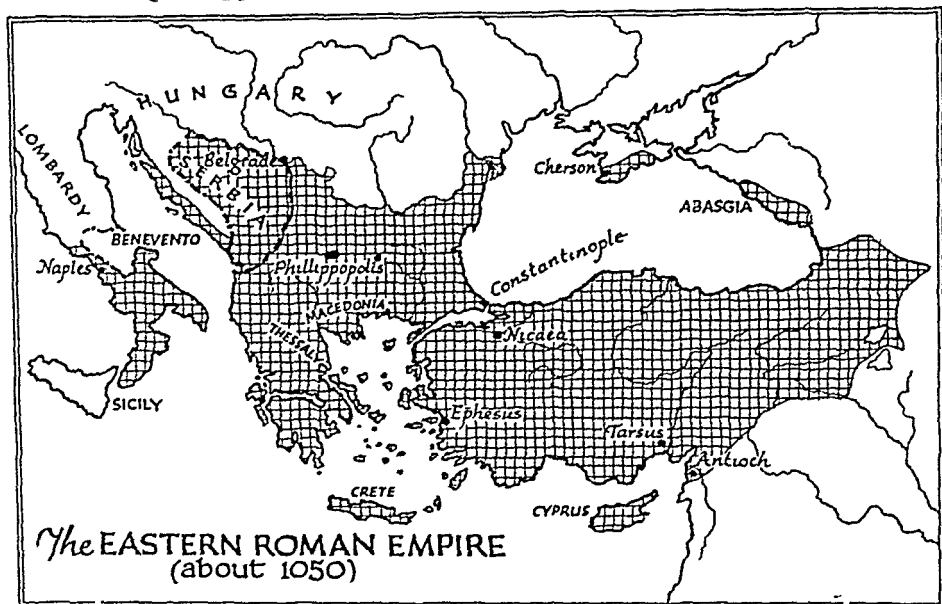 HUNGARY
LOMBARDY
Belgrade
SERBIA
Cherson
ABASGIA
BENEVENTO
Naples
Phillippopolis
Constantinople
MACEDONIA
THESSALY
Nicaea
SICILY
Ephesus
Tarsus
Antioch
CRETE
CYPRUS
The EASTERN ROMAN EMPIRE
(about 1050)